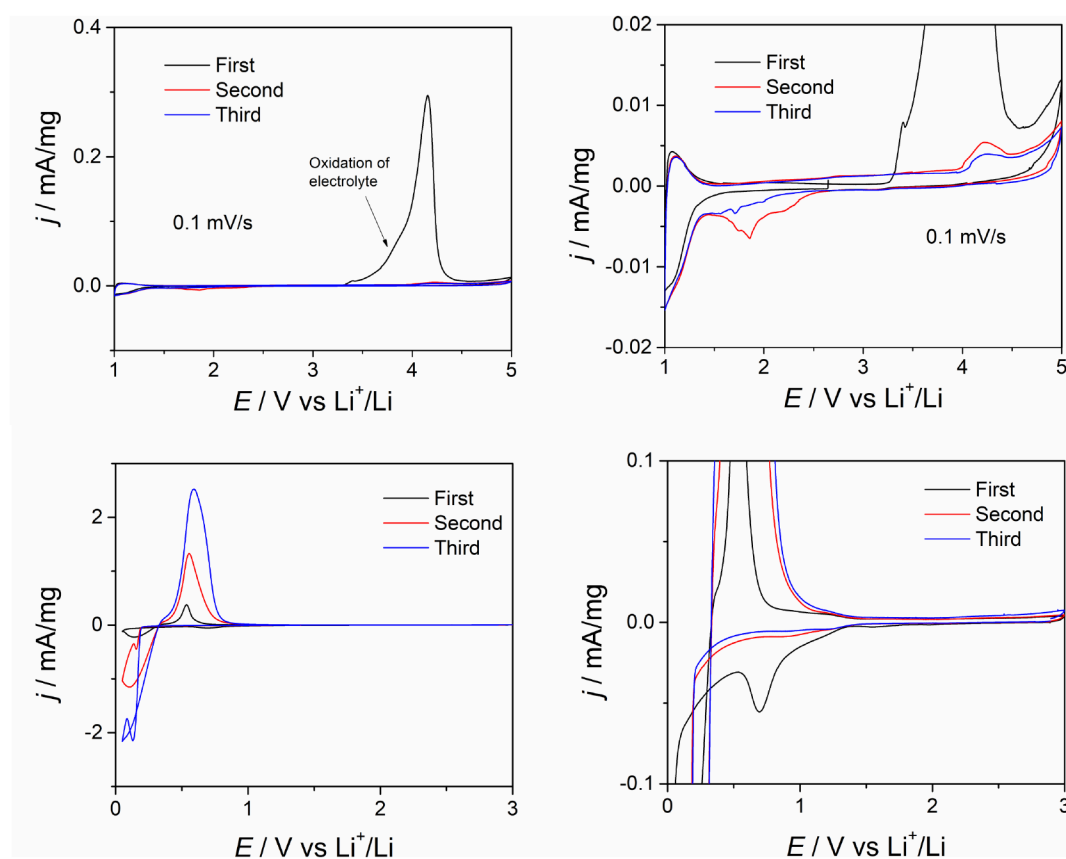 0.4
0.3
0.2
0.1
0.0
j / mA/mg
First
Second
Third
Oxidation of
electrolyte
0.1 mV/s
1
2
3
4
5
E / V vs Li⁺/Li
0.02
0.01
0.00
-0.01
-0.02
j / mA/mg
First
Second
Third
0.1 mV/s
1
2
3
4
5
E / V vs Li⁺/Li
2
0
-2
j / mA/mg
First
Second
Third
0
1
2
3
E / V vs Li⁺/Li
0.1
0.0
-0.1
j / mA/mg
First
Second
Third
0
1
2
3
E / V vs Li⁺/Li